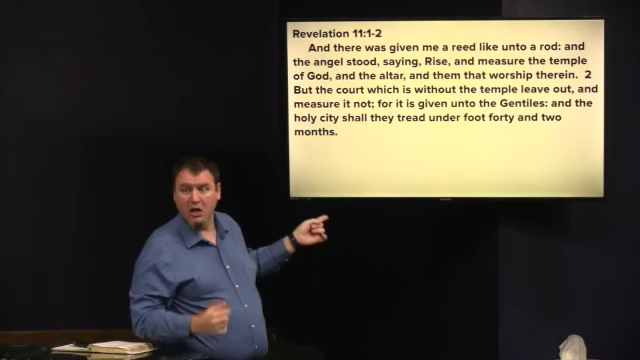 Revelation 11:1-2
And there was given me a reed like unto a rod: and
the angel stood, saying, Rise, and measure the temple
of God, and the altar, and them that worship therein. 2
But the court which is without the temple leave out, and
measure it not; for it is given unto the Gentiles: and the
holy city shall they tread under foot forty and two
months.